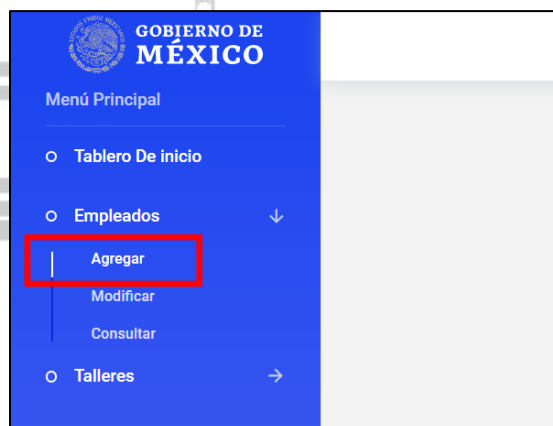 GOBIERNO DE
MÉXICO
Menú Principal
Tablero De inicio
Empleados
Agregar
Modificar
Consultar
Talleres